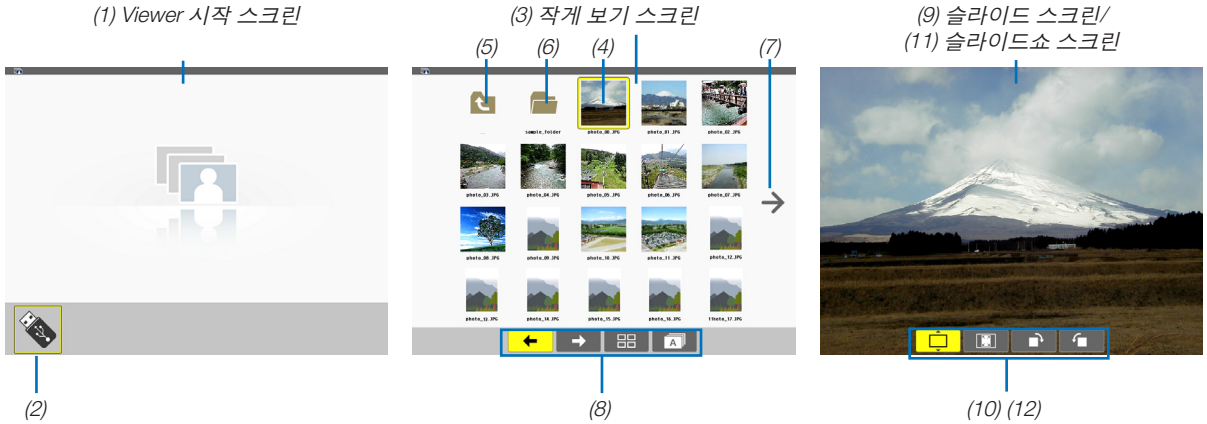 (1) Viewer 시작 스크린
(3) 작게 보기 스크린
(9) 슬라이드 스크린/
(11) 슬라이드쇼 스크린
(5)
(6)
(4)
(7)
sample_folder
photo_00.JPG
photo_01.JPG
photo_02.JPG
photo_03.JPG
photo_04.JPG
photo_05.JPG
photo_06.JPG
photo_07.JPG
photo_08.JPG
photo_09.JPG
photo_10.JPG
photo_11.JPG
photo_12.JPG
photo_13.JPG
photo_14.JPG
photo_15.JPG
photo_16.JPG
A
(2)
(8)
(10) (12)